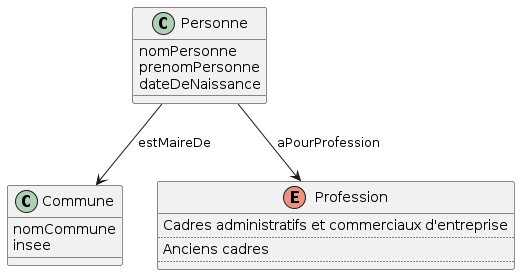 C Personne
nomPersonne
prenomPersonne
dateDeNaissance
estMaireDe
aPourProfession
C Commune
nomCommune
insee
E Profession
Cadres administratifs et commerciaux d'entreprise
Anciens cadres